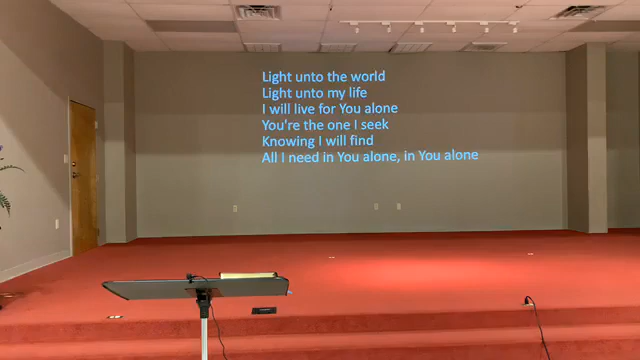 Light unto the world
Light unto my life
I will live for You alone
You're the one I seek
Knowing I will find
All I need in You alone, in You alone